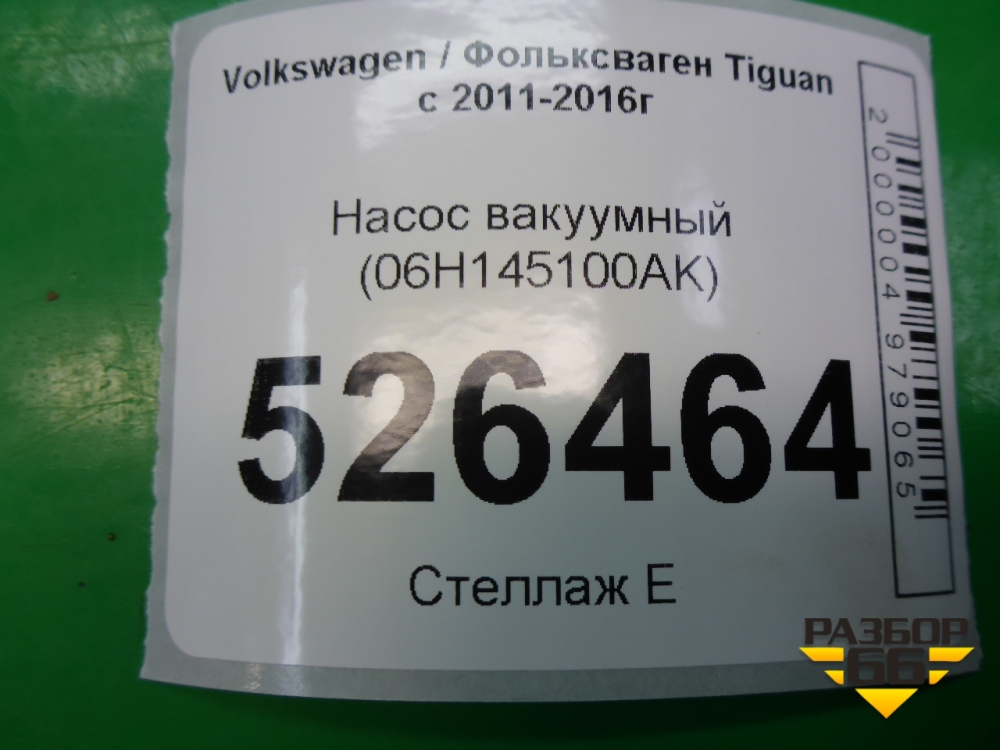 Volkswagen / Фольксваген Tiguan
с 2011-2016г
Насос вакуумный
(06H145100AK)
526464
Стеллаж Е
2000004979065
РАЗБОР
66